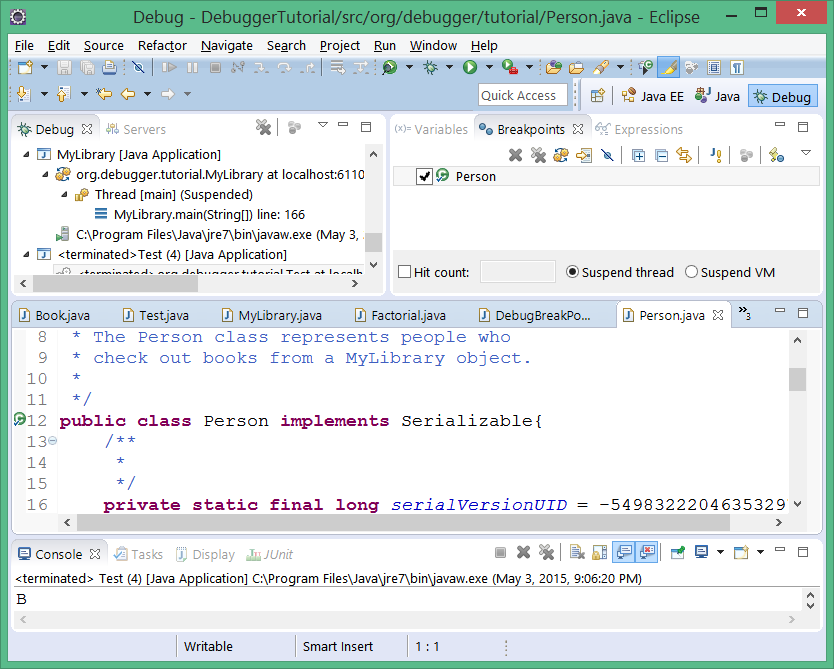 Debug - DebuggerTutorial/src/org/debugger/tutorial/Person.java - Eclipse
File Edit Source Refactor Navigate Search Project Run Window Help
Quick Access Java EE Java Debug
Debug Servers
MyLibrary [Java Application]
org.debugger.tutorial.MyLibrary at localhost:6110
Thread [main] (Suspended)
MyLibrary.main(String[]) line: 166
C:\Program Files\Java\jre7\bin\javaw.exe (May 3,
<terminated>Test (4) [Java Application]
<terminated> org.debugger.tutorial.Test at localh
(x)= Variables Breakpoints Expressions
Person
Hit count: Suspend thread Suspend VM
Book.java Test.java MyLibrary.java Factorial.java DebugBreakPo... Person.java »3
8 * The Person class represents people who
9 * check out books from a MyLibrary object.
10 *
11 */
12 public class Person implements Serializable{
13 /**
14 *
15 */
16 private static final long serialVersionUID = -5498322204635329
Console Tasks Display JUnit
<terminated> Test (4) [Java Application] C:\Program Files\Java\jre7\bin\javaw.exe (May 3, 2015, 9:06:20 PM)
B
Writable Smart Insert 1 : 1